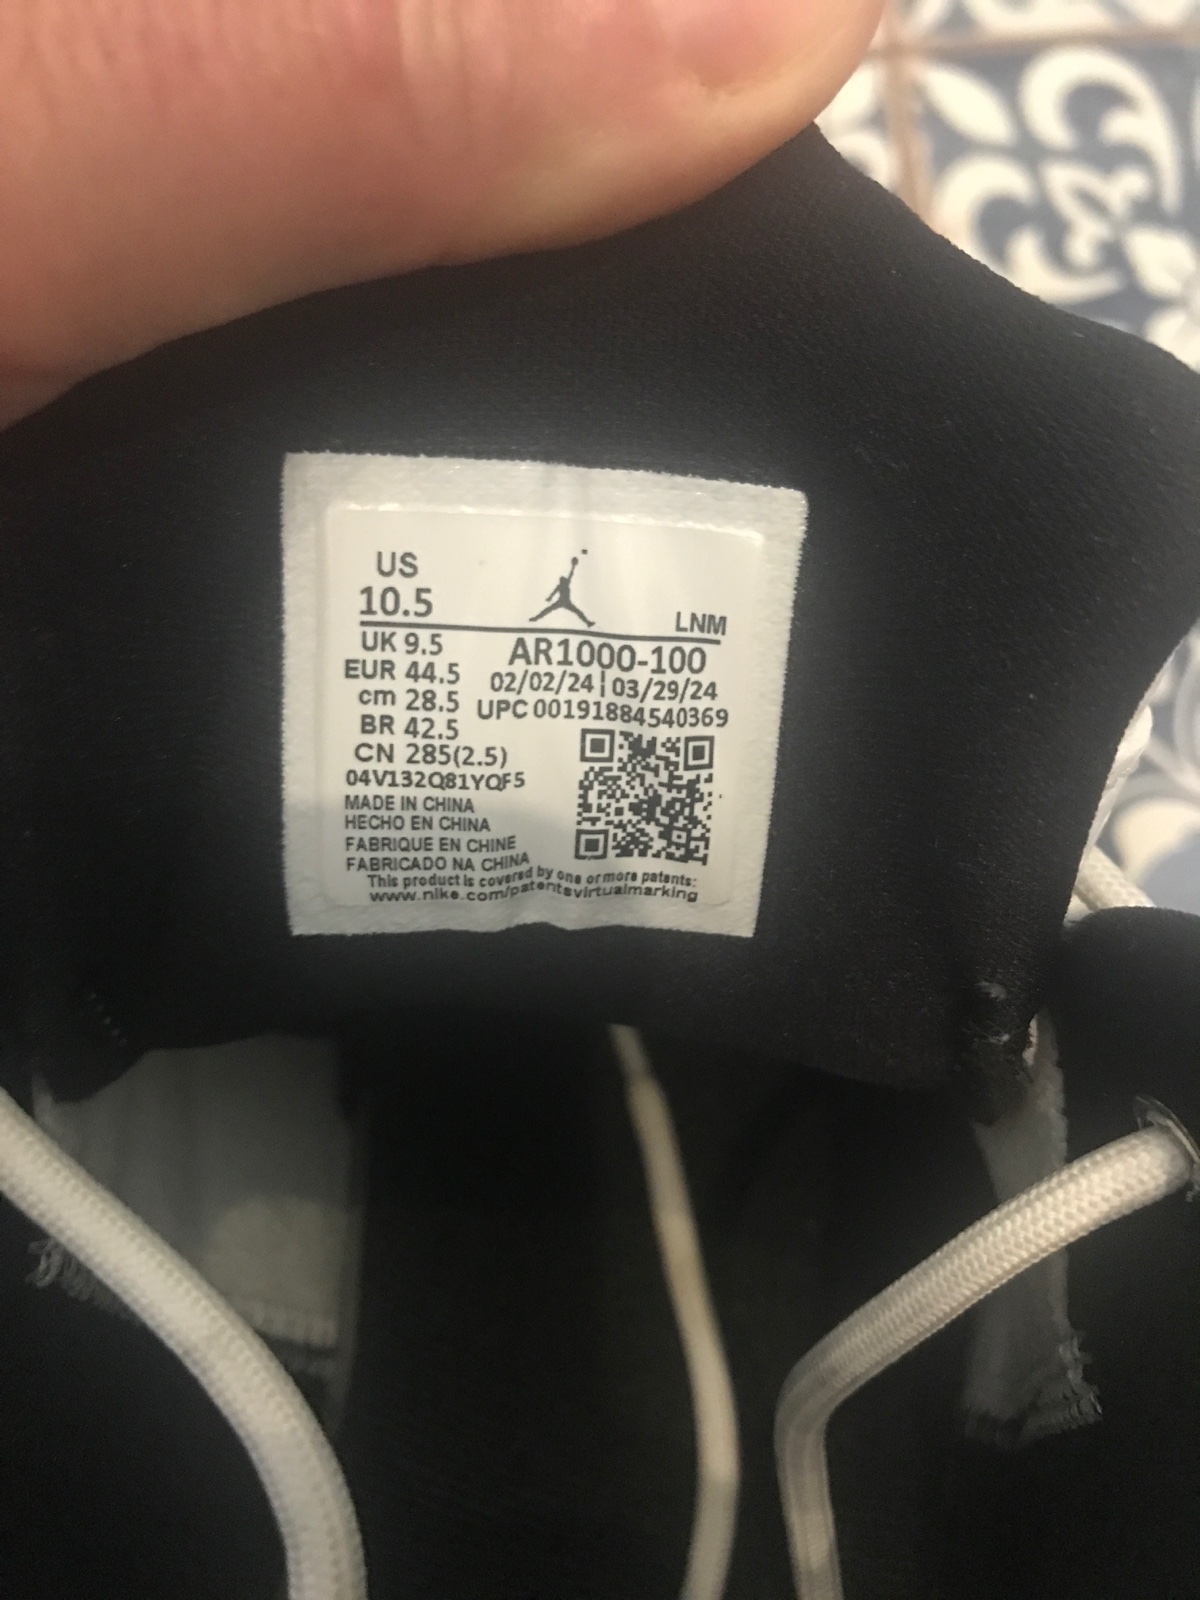 US
10.5
LNM
UK 9.5
AR1000-100
EUR 44.5
02/02/24 | 03/29/24
cm 28.5
UPC 00191884540369
BR 42.5
CN 285(2.5)
04V132Q81YQF5
MADE IN CHINA
HECHO EN CHINA
FABRIQUE EN CHINE
FABRICADO NA CHINA
This product is covered by one or more patents:
www.nike.com/patentsvirtualmarking